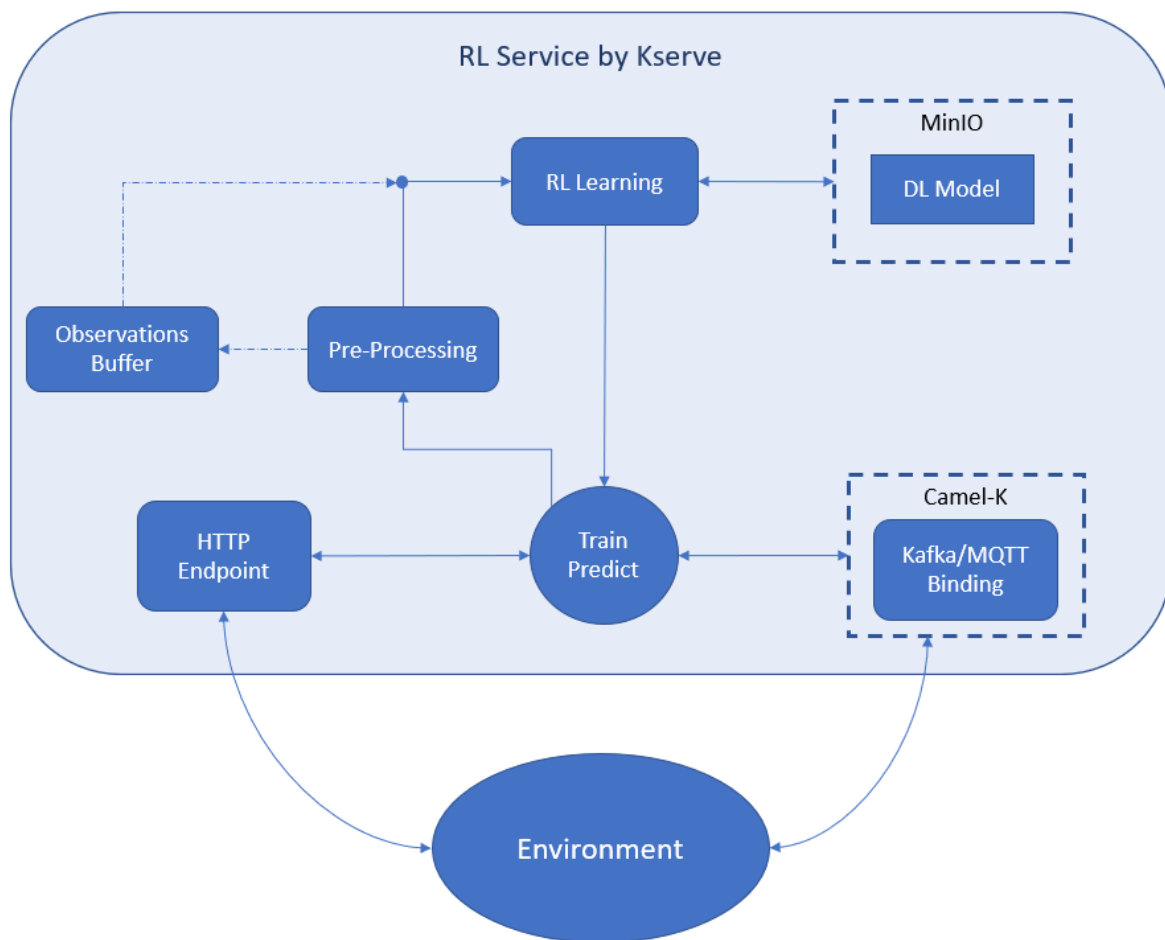 RL Service by Kserve
MinIO
RL Learning
DL Model
Observations
Buffer
Pre-Processing
HTTP
Endpoint
Train
Predict
Camel-K
Kafka/MQTT
Binding
Environment